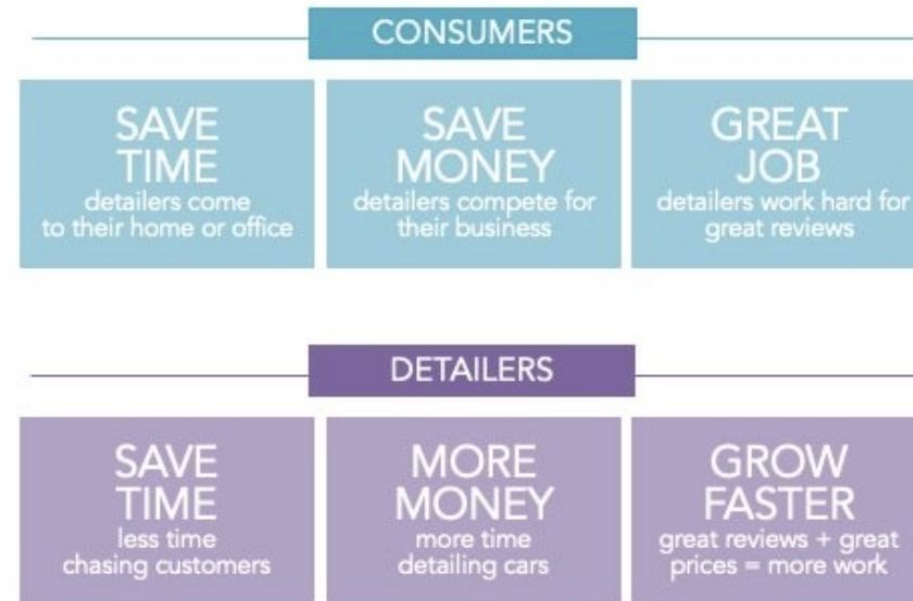 CONSUMERS
SAVE
TIME
detailers come
to their home or office
SAVE
MONEY
detailers compete for
their business
GREAT
JOB
detailers work hard for
great reviews
DETAILERS
SAVE
TIME
less time
chasing customers
MORE
MONEY
more time
detailing cars
GROW
FASTER
great reviews + great
prices = more work